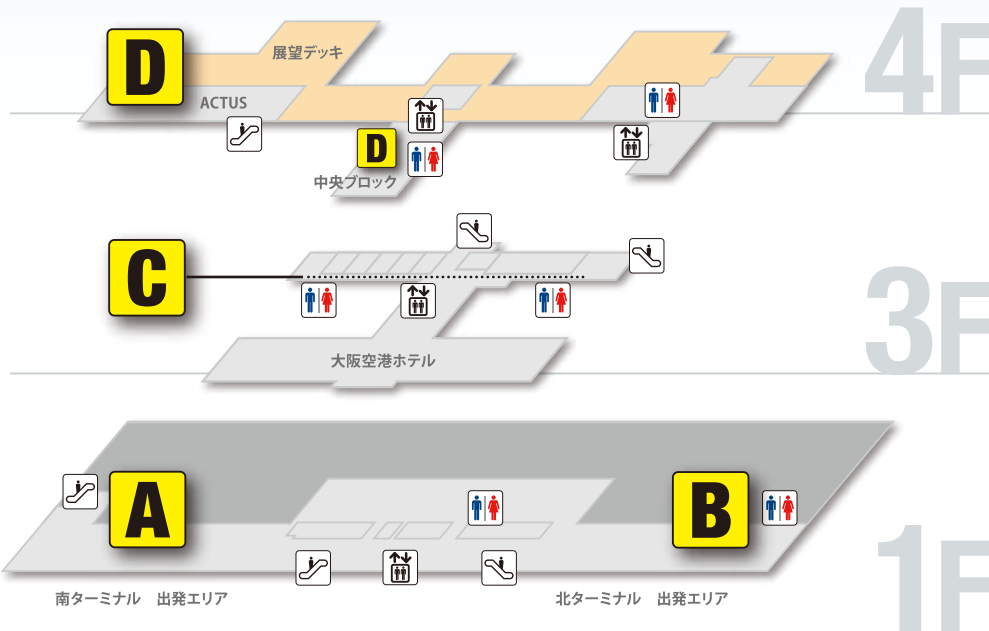 4F
D
展望デッキ
ACTUS
D
中央ブロック
3F
C
大阪空港ホテル
A
B
1F
南ターミナル 出発エリア
北ターミナル 出発エリア